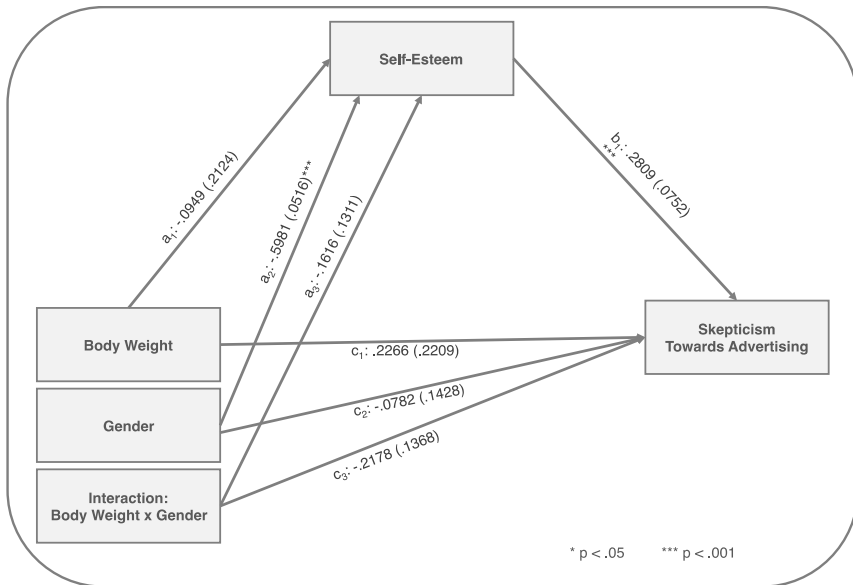 Self-Esteem
a₁: -.0949 (.2124)
a₂: -.5981 (.0516)***
a₃: -.1616 (.1311)
b₁: .2809 (.0752)
***
Body Weight
Skepticism
Towards Advertising
c₁: .2266 (.2209)
Gender
c₂: -.0782 (.1428)
c₃: -.2178 (.1368)
Interaction:
Body Weight x Gender
* p < .05 *** p < .001